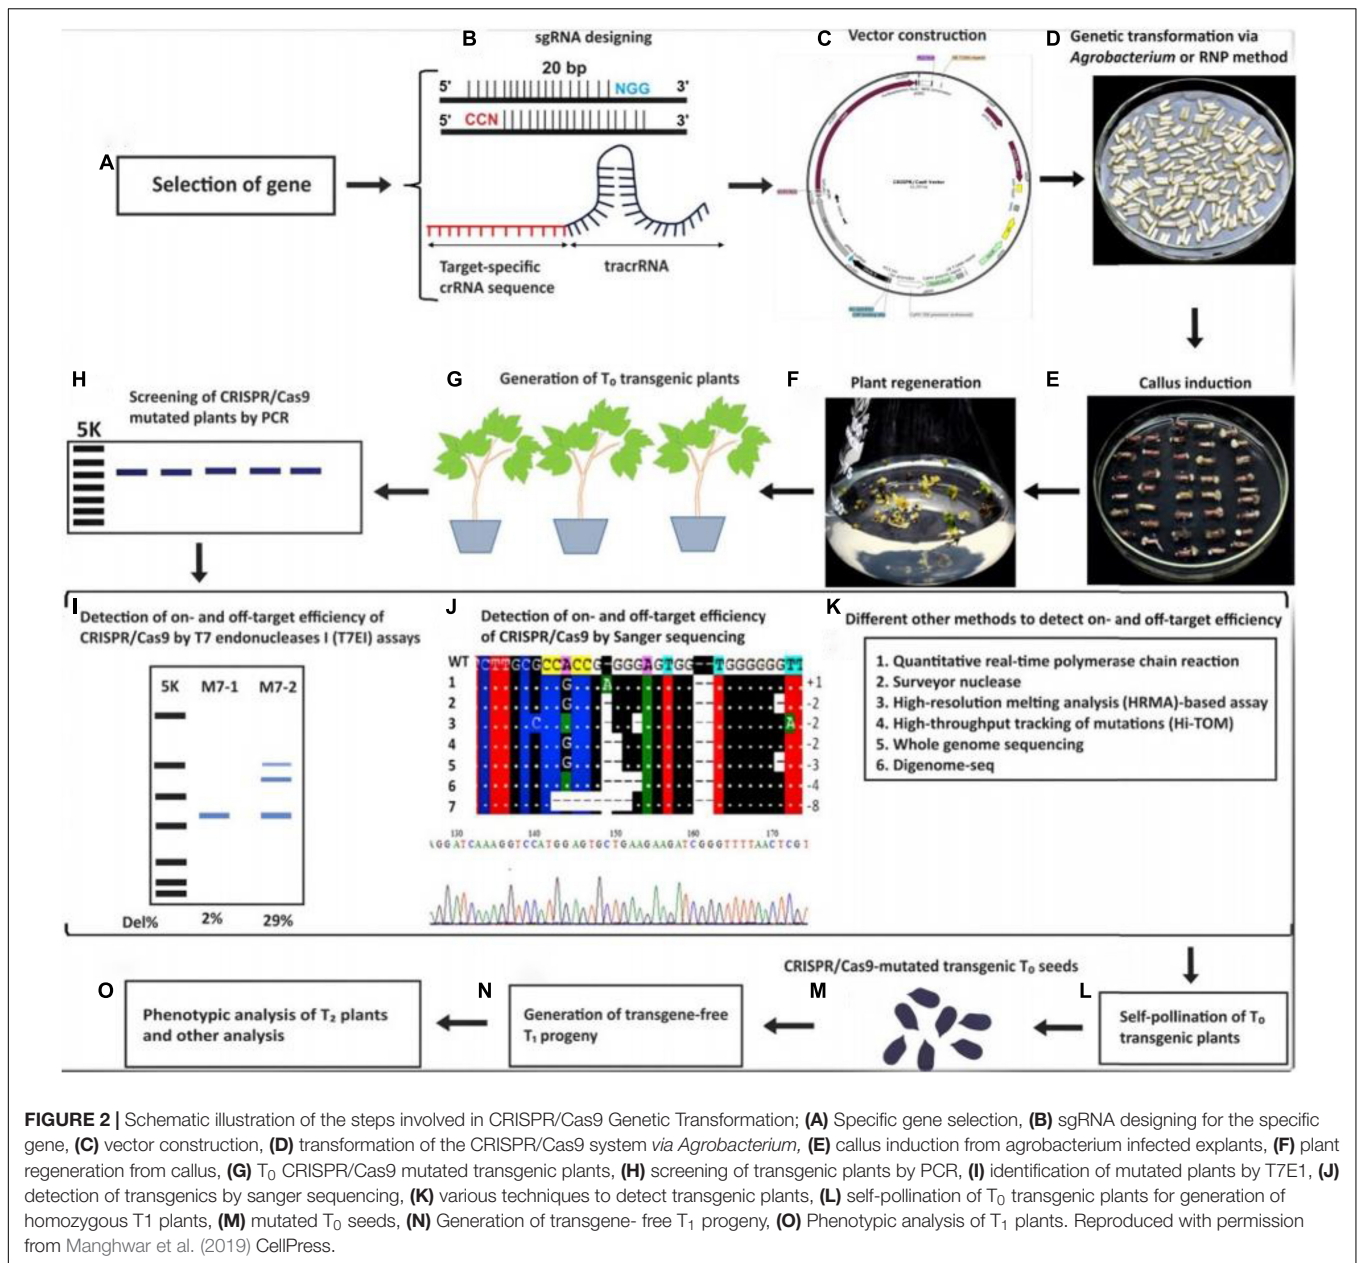 A
Selection of gene
B
sgRNA designing
20 bp
5' NGG 3'
5' CCN 3'
Target-specific
crRNA sequence
tracrRNA
C
Vector construction
CRISPR/Cas9 Vector
D
Genetic transformation via
Agrobacterium or RNP method
E
Callus induction
F
Plant regeneration
G
Generation of T₀ transgenic plants
H
Screening of CRISPR/Cas9
mutated plants by PCR
5K
I
Detection of on- and off-target efficiency of
CRISPR/Cas9 by T7 endonucleases I (T7EI) assays
5K M7-1 M7-2
Del% 2% 29%
J
Detection of on- and off-target efficiency
of CRISPR/Cas9 by Sanger sequencing
WT CTTGCGCCACCG-GGGAGTGG--TGGGGGGTT
1 G A +1
2 G -2
3 C A -2
4 G -2
5 G -3
6 -4
7 -8
130 140 150 160 170
GGATCAAAGGTCCATGGAGTGCTGAAGAAGATCGGGTTTTAACTCG
K
Different other methods to detect on- and off-target efficiency
1. Quantitative real-time polymerase chain reaction
2. Surveyor nuclease
3. High-resolution melting analysis (HRMA)-based assay
4. High-throughput tracking of mutations (Hi-TOM)
5. Whole genome sequencing
6. Digenome-seq
L
Self-pollination of T₀
transgenic plants
CRISPR/Cas9-mutated transgenic T₀ seeds
M
N
Generation of transgene-free
T₁ progeny
O
Phenotypic analysis of T₂ plants
and other analysis
FIGURE 2 | Schematic illustration of the steps involved in CRISPR/Cas9 Genetic Transformation; (A) Specific gene selection, (B) sgRNA designing for the specific
gene, (C) vector construction, (D) transformation of the CRISPR/Cas9 system via Agrobacterium, (E) callus induction from agrobacterium infected explants, (F) plant
regeneration from callus, (G) T₀ CRISPR/Cas9 mutated transgenic plants, (H) screening of transgenic plants by PCR, (I) identification of mutated plants by T7E1, (J)
detection of transgenics by sanger sequencing, (K) various techniques to detect transgenic plants, (L) self-pollination of T₀ transgenic plants for generation of
homozygous T1 plants, (M) mutated T₀ seeds, (N) Generation of transgene- free T₁ progeny, (O) Phenotypic analysis of T₁ plants. Reproduced with permission
from Manghwar et al. (2019) CellPress.